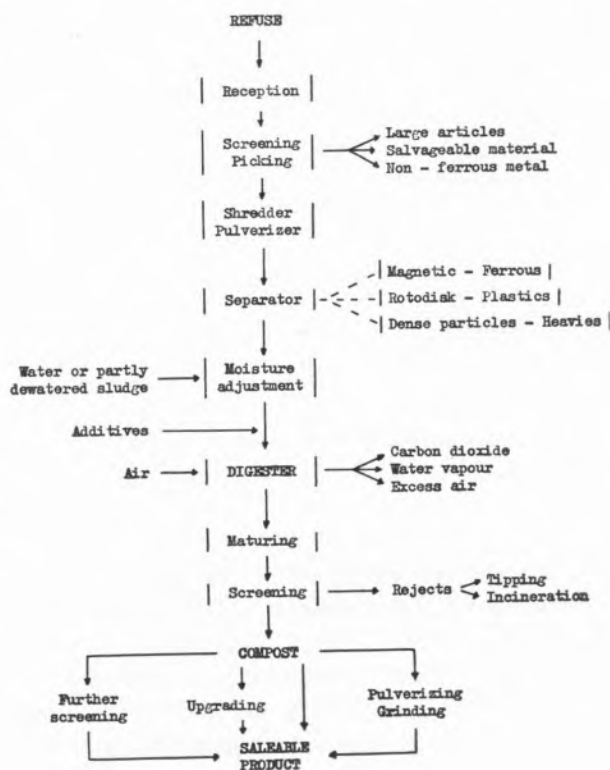 REFUSE
Reception
Screening
Picking
Large articles
Salvageable material
Non - ferrous metal
Shredder
Pulverizer
Separator
Magnetic - Ferrous
Rotodisk - Plastics
Dense particles - Heavies
Water or partly
dewatered sludge
Moisture
adjustment
Additives
Air
DIGESTER
Carbon dioxide
Water vapour
Excess air
Maturing
Screening
Rejects
Tipping
Incineration
COMPOST
Further
screening
Upgrading
Pulverizing
Grinding
SALEABLE
PRODUCT